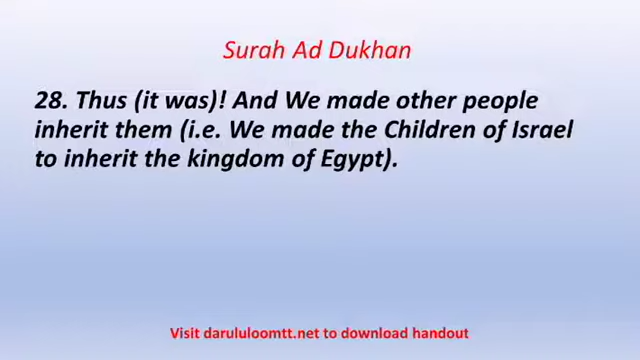 Surah Ad Dukhan
28. Thus (it was)! And We made other people
inherit them (i.e. We made the Children of Israel
to inherit the kingdom of Egypt).
Visit darululoomtt.net to download handout